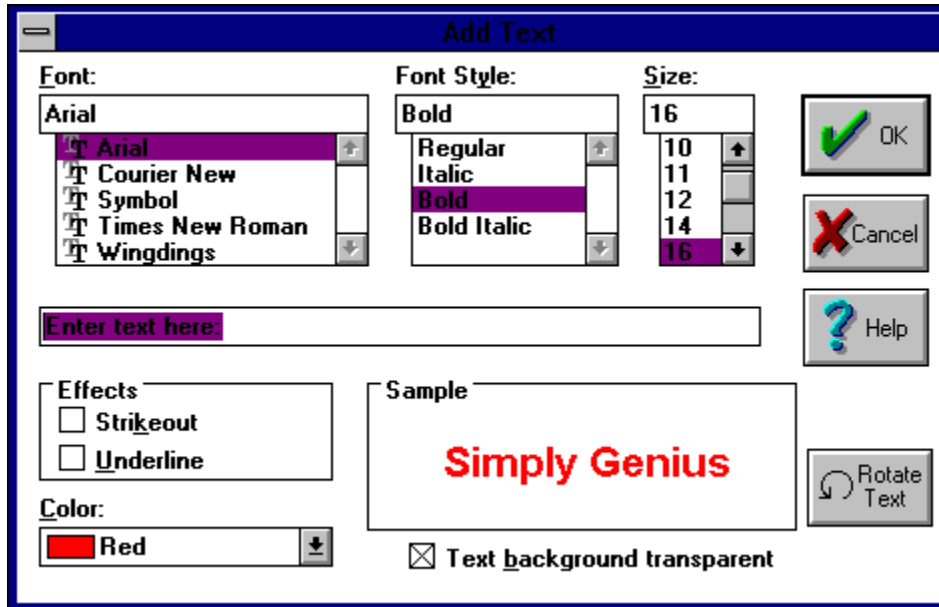 Add Text
Font:
Font Style:
Size:
Arial
Bold
16
Arial
Courier New
Symbol
Times New Roman
Wingdings
Regular
Italic
Bold
Bold Italic
10
11
12
14
16
OK
Cancel
Help
Enter text here:
Effects
Strikeout
Underline
Color:
Red
Sample
Simply Genius
Text background transparent
Rotate
Text